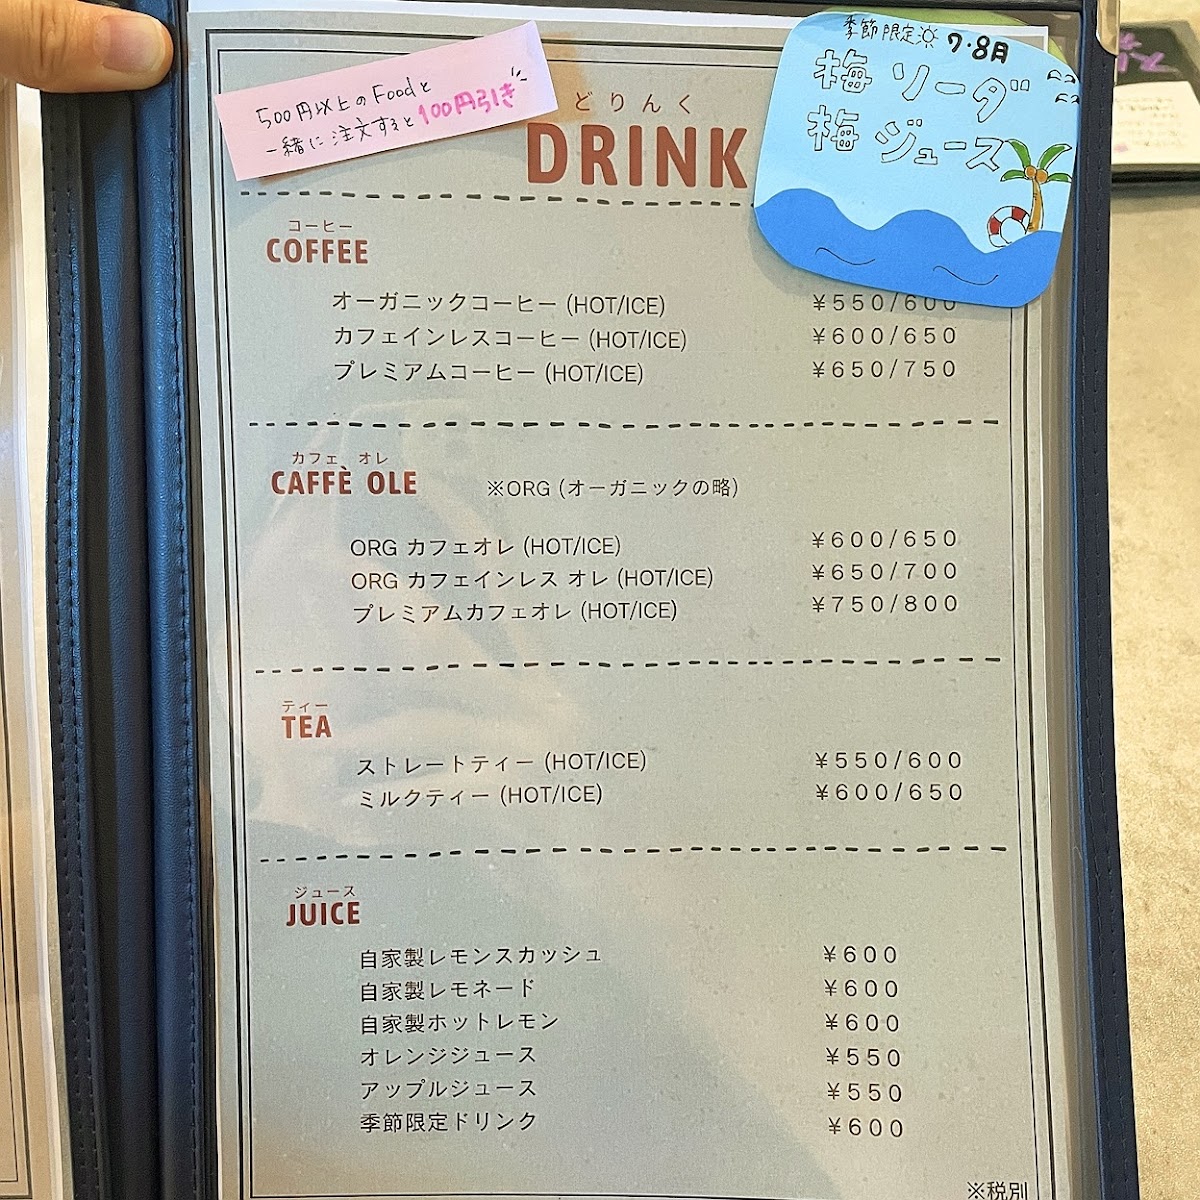 500円以上のFoodと
一緒に注文すると100円引き
季節限定 7・8月
梅ソーダ
梅ジュース
どりんく
DRINK
コーヒー
COFFEE
オーガニックコーヒー (HOT/ICE) ¥550/600
カフェインレスコーヒー (HOT/ICE) ¥600/650
プレミアムコーヒー (HOT/ICE) ¥650/750
カフェ オレ
CAFFÈ OLE ※ORG (オーガニックの略)
ORG カフェオレ (HOT/ICE) ¥600/650
ORG カフェインレス オレ (HOT/ICE) ¥650/700
プレミアムカフェオレ (HOT/ICE) ¥750/800
ティー
TEA
ストレートティー (HOT/ICE) ¥550/600
ミルクティー (HOT/ICE) ¥600/650
ジュース
JUICE
自家製レモンスカッシュ ¥600
自家製レモネード ¥600
自家製ホットレモン ¥600
オレンジジュース ¥550
アップルジュース ¥550
季節限定ドリンク ¥600
※税別